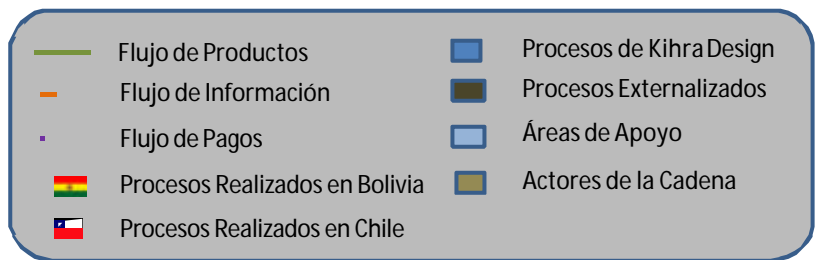 Flujo de Productos
Flujo de Información
Flujo de Pagos
Procesos Realizados en Bolivia
Procesos Realizados en Chile
Procesos de Kihra Design
Procesos Externalizados
Áreas de Apoyo
Actores de la Cadena